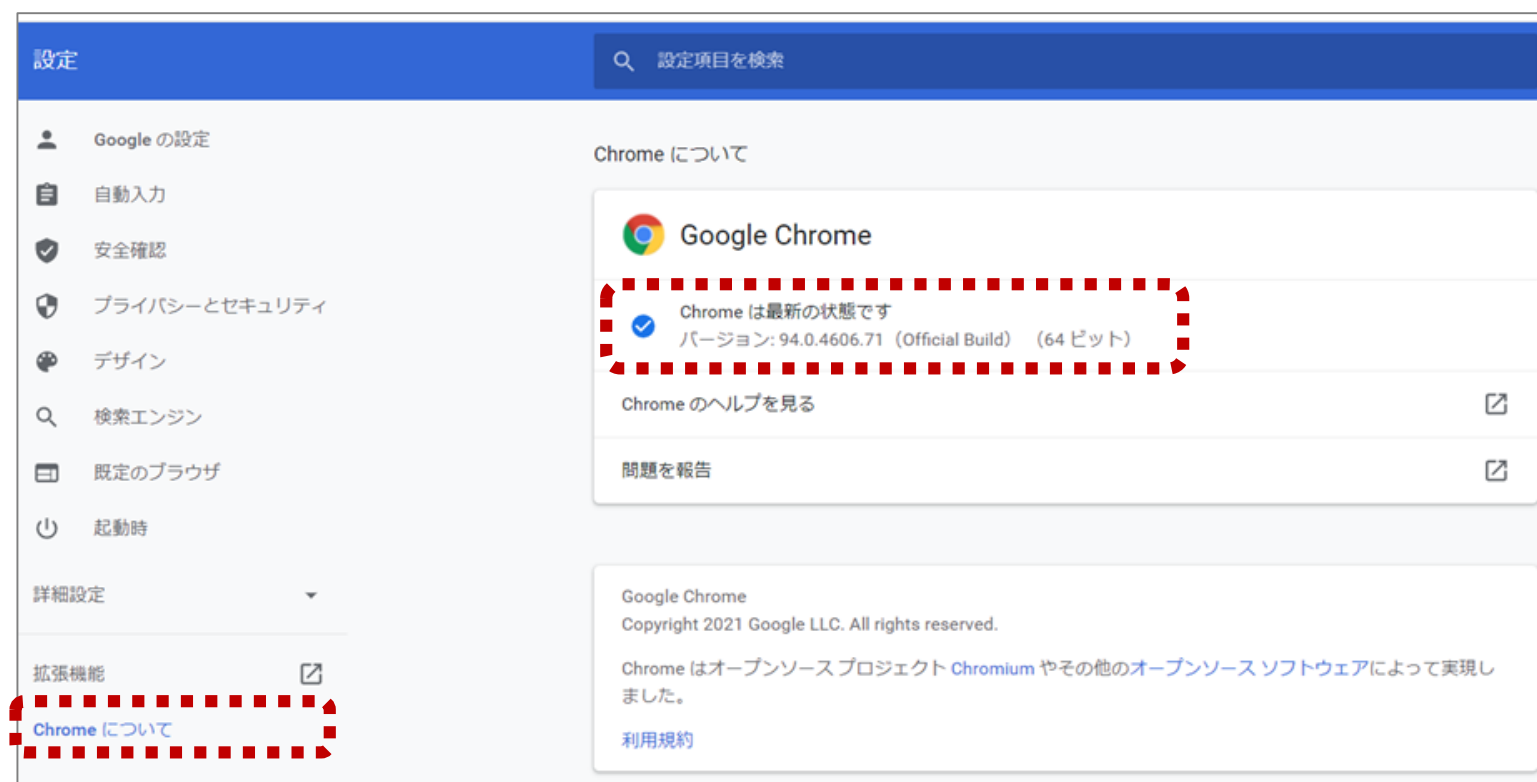 設定
設定項目を検索
Google の設定
自動入力
安全確認
プライバシーとセキュリティ
デザイン
検索エンジン
既定のブラウザ
起動時
詳細設定
拡張機能
Chrome について
Chrome について
Google Chrome
Chrome は最新の状態です
バージョン: 94.0.4606.71（Official Build） （64 ビット）
Chrome のヘルプを見る
問題を報告
Google Chrome
Copyright 2021 Google LLC. All rights reserved.
Chrome はオープンソース プロジェクト Chromium やその他のオープンソース ソフトウェアによって実現し
ました。
利用規約